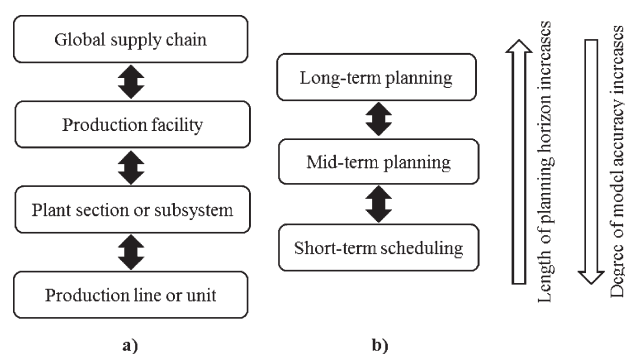 Global supply chain
Production facility
Plant section or subsystem
Production line or unit
a)
Long-term planning
Mid-term planning
Short-term scheduling
b)
Length of planning horizon increases
Degree of model accuracy increases